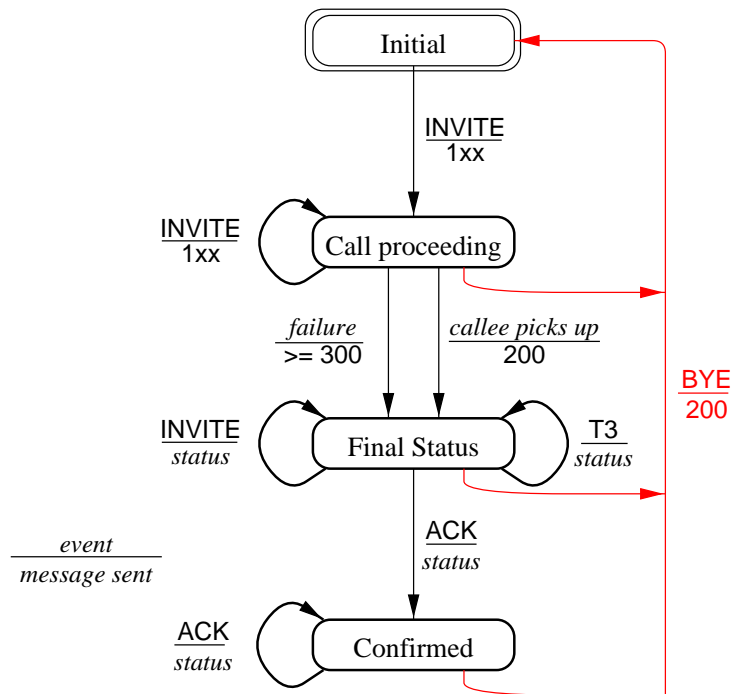 Initial
INVITE
1xx
INVITE
1xx
Call proceeding
failure
>= 300
callee picks up
200
BYE
200
INVITE
status
Final Status
T3
status
ACK
status
event
message sent
ACK
status
Confirmed